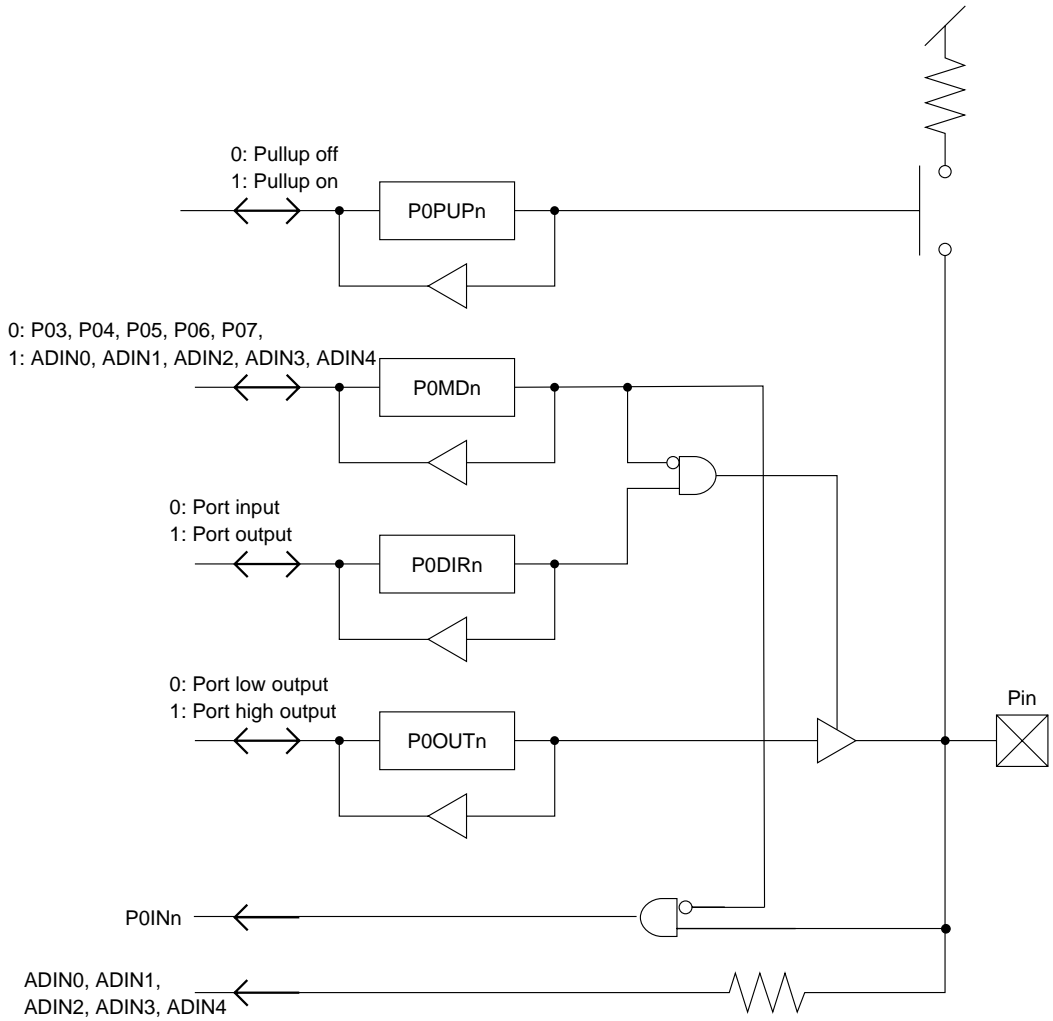 0: Pullup off
1: Pullup on
P0PUPn
0: P03, P04, P05, P06, P07,
1: ADIN0, ADIN1, ADIN2, ADIN3, ADIN4
P0MDn
0: Port input
1: Port output
P0DIRn
0: Port low output
1: Port high output
P0OUTn
Pin
P0INn
ADIN0, ADIN1,
ADIN2, ADIN3, ADIN4